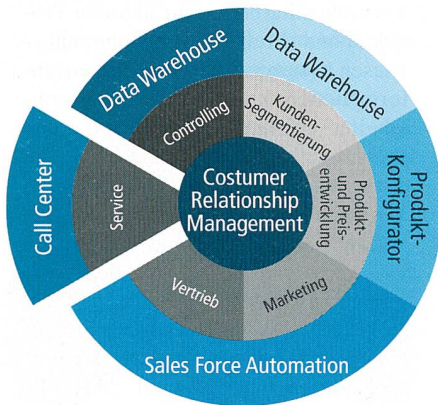 Data Warehouse
Data Warehouse
Controlling
Kunden-
Segmentierung
Costumer
Relationship
Management
Produkt-
und Preis-
entwicklung
Produkt-
Konfigurator
Call Center
Service
Vertrieb
Marketing
Sales Force Automation